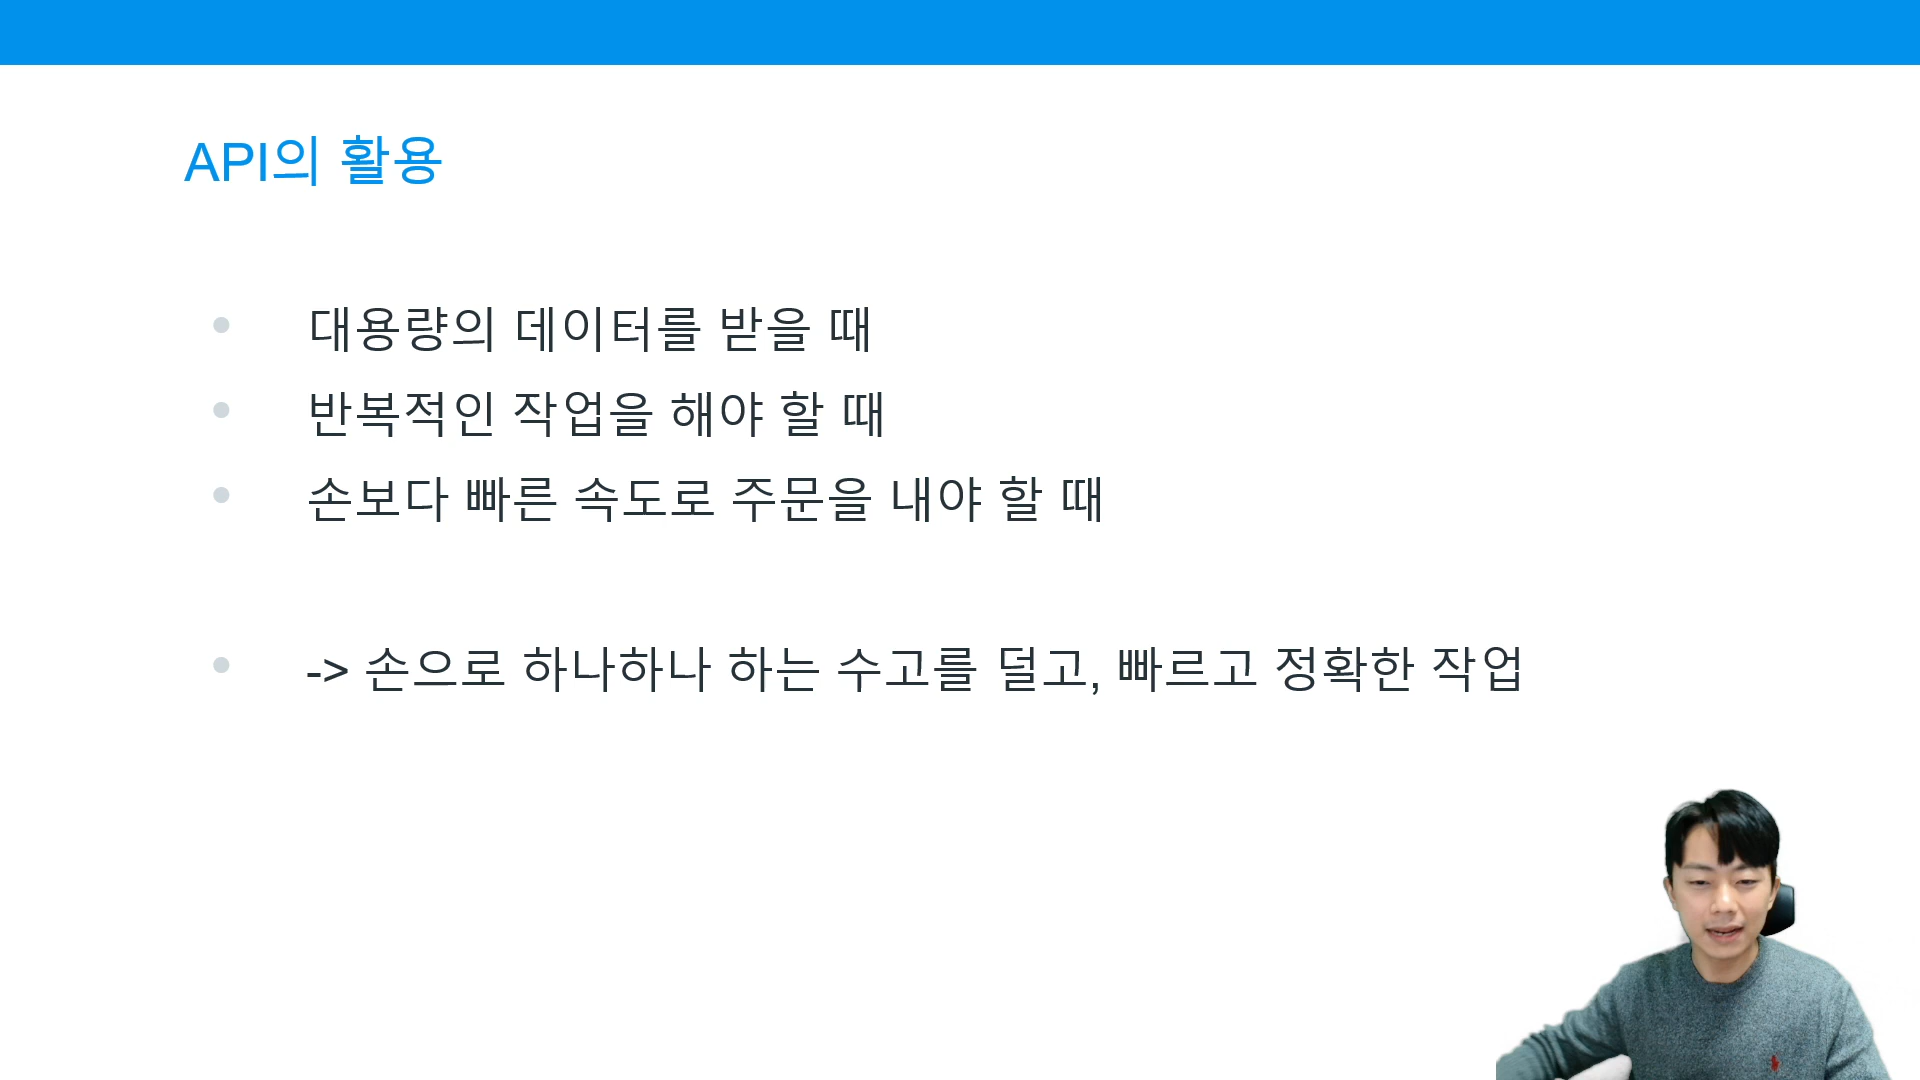 API의 활용
대용량의 데이터를 받을 때
반복적인 작업을 해야 할 때
손보다 빠른 속도로 주문을 내야 할 때
-> 손으로 하나하나 하는 수고를 덜고, 빠르고 정확한 작업